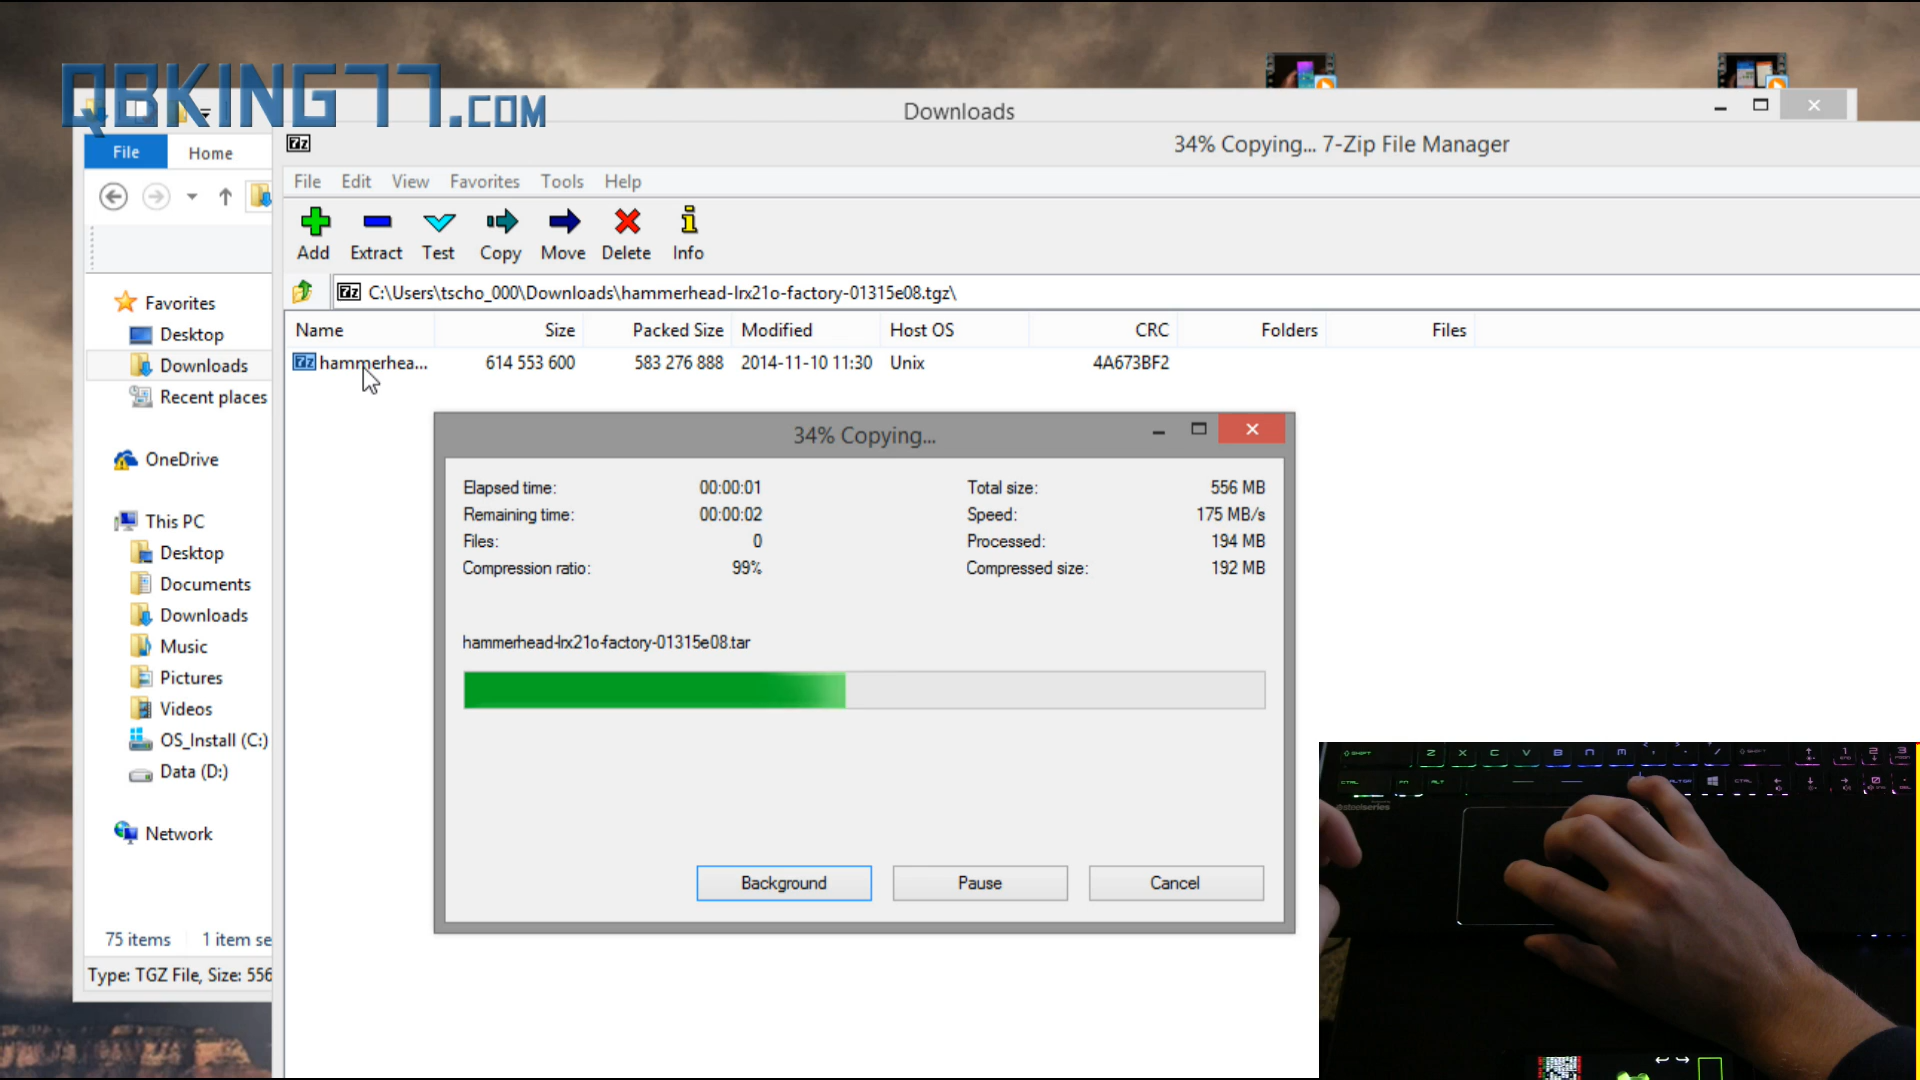 QBKING77.COM
Downloads
34% Copying... 7-Zip File Manager
File Home
File Edit View Favorites Tools Help
Add Extract Test Copy Move Delete Info
C:\Users\tscho_000\Downloads\hammerhead-lrx21o-factory-01315e08.tgz\
Name Size Packed Size Modified Host OS CRC Folders Files
hammerhea... 614 553 600 583 276 888 2014-11-10 11:30 Unix 4A673BF2
Favorites
Desktop
Downloads
Recent places
OneDrive
This PC
Desktop
Documents
Downloads
Music
Pictures
Videos
OS_Install (C:)
Data (D:)
Network
75 items 1 item se
Type: TGZ File, Size: 556
34% Copying...
Elapsed time: 00:00:01 Total size: 556 MB
Remaining time: 00:00:02 Speed: 175 MB/s
Files: 0 Processed: 194 MB
Compression ratio: 99% Compressed size: 192 MB
hammerhead-lrx21o-factory-01315e08.tar
Background Pause Cancel
SHIFT Z X C V B N M
CTRL FN ALT CTRL
steelseries